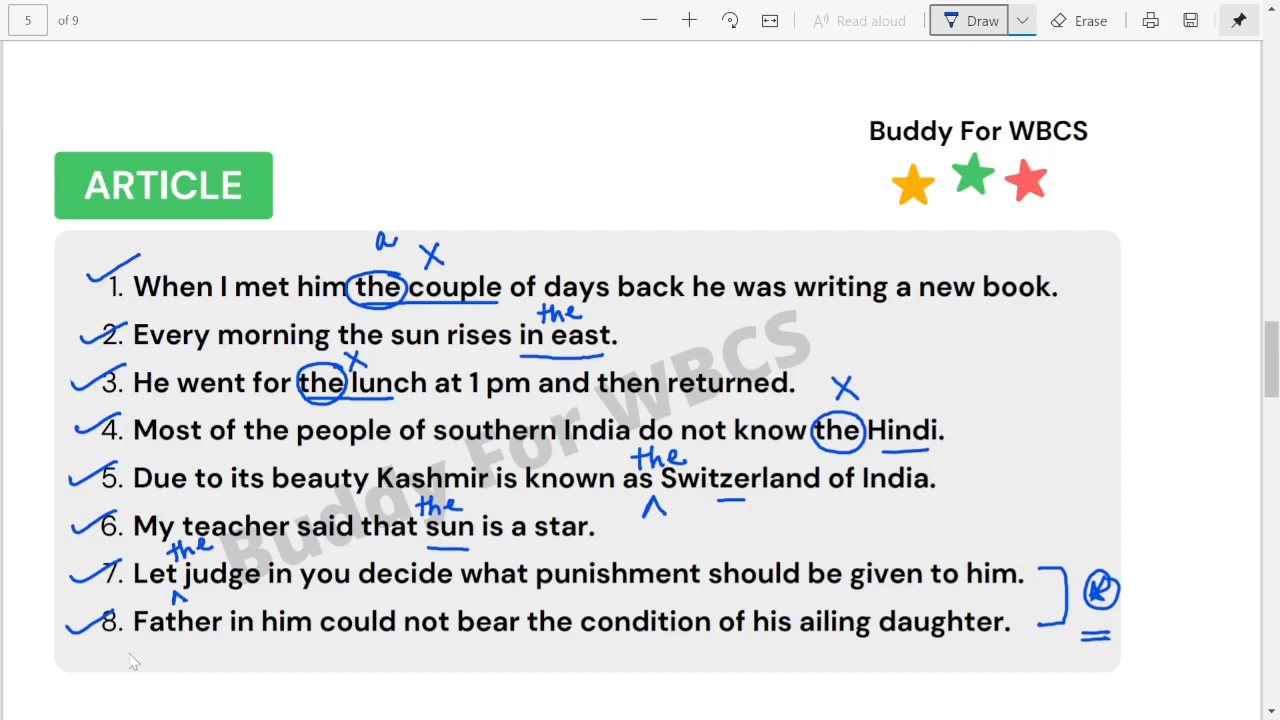 5 of 9 Read aloud Draw Erase
Buddy For WBCS
ARTICLE
a X
1. When I met him the couple of days back he was writing a new book.
the
2. Every morning the sun rises in east.
X
3. He went for the lunch at 1 pm and then returned.
X
4. Most of the people of southern India do not know the Hindi.
the
5. Due to its beauty Kashmir is known as Switzerland of India.
the
6. My teacher said that sun is a star.
the
7. Let judge in you decide what punishment should be given to him.
8. Father in him could not bear the condition of his ailing daughter.
Buddy For WBCS